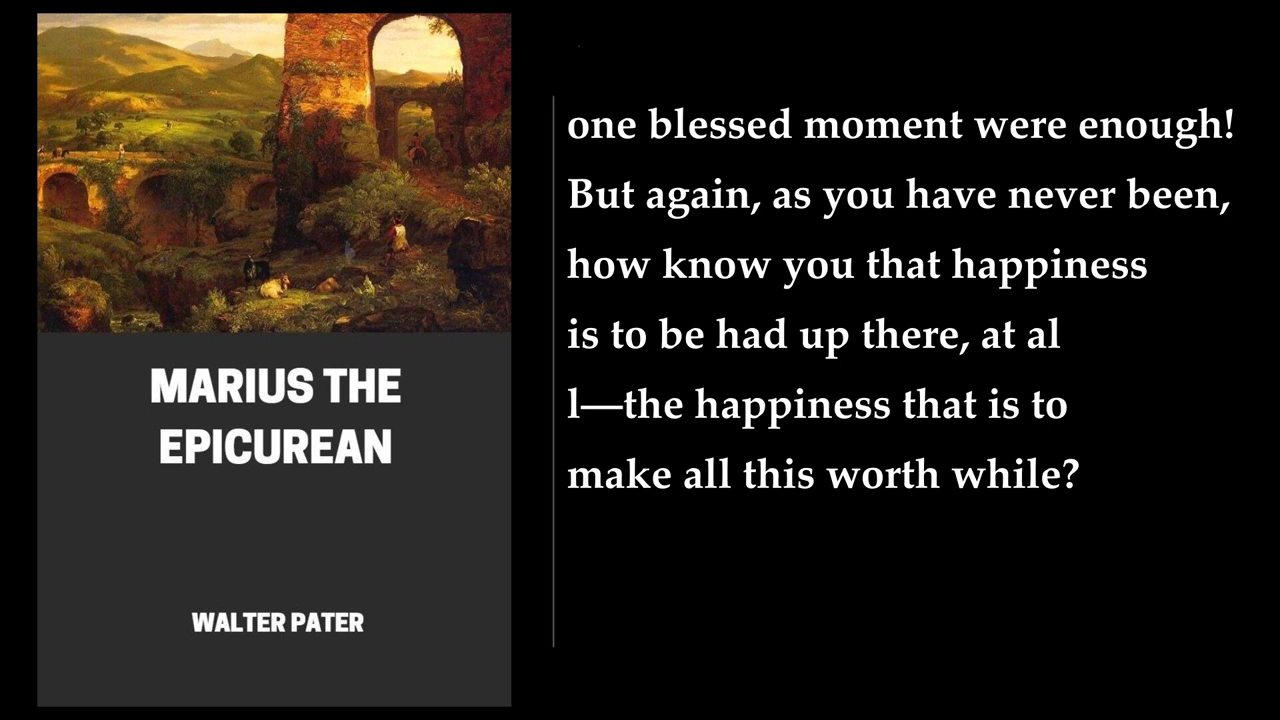 MARIUS THE
EPICUREAN
WALTER PATER
one blessed moment were enough!
But again, as you have never been,
how know you that happiness
is to be had up there, at al
l—the happiness that is to
make all this worth while?